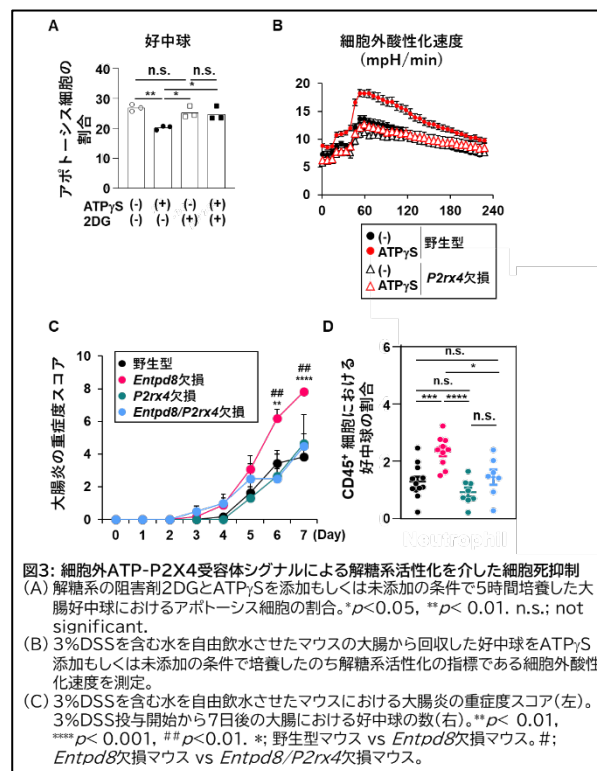 A
好中球
アポトーシス細胞の
割合
40
30
20
10
0
n.s.
n.s.
*
**
*
ATPγS (-) (+) (-) (+)
2DG (-) (-) (+) (+)
B
細胞外酸性化速度
(mpH/min)
20
15
10
5
0
0 60 120 180 240
(-)
ATPγS
野生型
(-)
ATPγS
P2rx4欠損
C
大腸炎の重症度スコア
10
8
6
4
2
0
0 1 2 3 4 5 6 7 (Day)
野生型
Entpd8欠損
P2rx4欠損
Entpd8/P2rx4欠損
##
**
##
****
D
CD45+ 細胞における
好中球の割合
6
4
2
0
n.s.
*
n.s.
*** ****
n.s.
Neutrophil
図3: 細胞外ATP-P2X4受容体シグナルによる解糖系活性化を介した細胞死抑制
(A) 解糖系の阻害剤2DGとATPγSを添加もしくは未添加の条件で5時間培養した大
腸好中球におけるアポトーシス細胞の割合。*p<0.05, **p< 0.01. n.s.; not
significant.
(B) 3%DSSを含む水を自由飲水させたマウスの大腸から回収した好中球をATPγS
添加もしくは未添加の条件で培養したのち解糖系活性化の指標である細胞外酸性
化速度を測定。
(C) 3%DSSを含む水を自由飲水させたマウスにおける大腸炎の重症度スコア(左)。
3%DSS投与開始から7日後の大腸における好中球の数(右)。**p< 0.01,
****p< 0.001, ##p<0.01. *; 野生型マウス vs Entpd8欠損マウス。#;
Entpd8欠損マウス vs Entpd8/P2rx4欠損マウス。